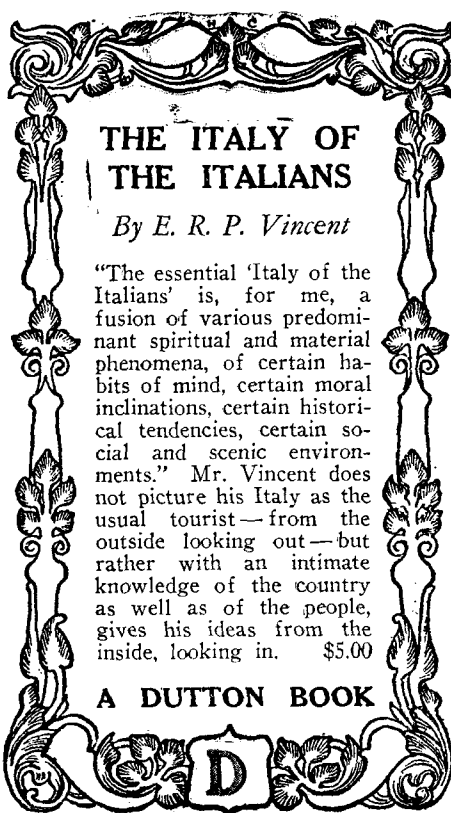 THE ITALY OF
THE ITALIANS
By E. R. P. Vincent
"The essential 'Italy of the
Italians' is, for me, a
fusion of various predomi-
nant spiritual and material
phenomena, of certain ha-
bits of mind, certain moral
inclinations, certain histori-
cal tendencies, certain so-
cial and scenic environ-
ments." Mr. Vincent does
not picture his Italy as the
usual tourist—from the
outside looking out—but
rather with an intimate
knowledge of the country
as well as of the people,
gives his ideas from the
inside, looking in. $5.00
A DUTTON BOOK
D